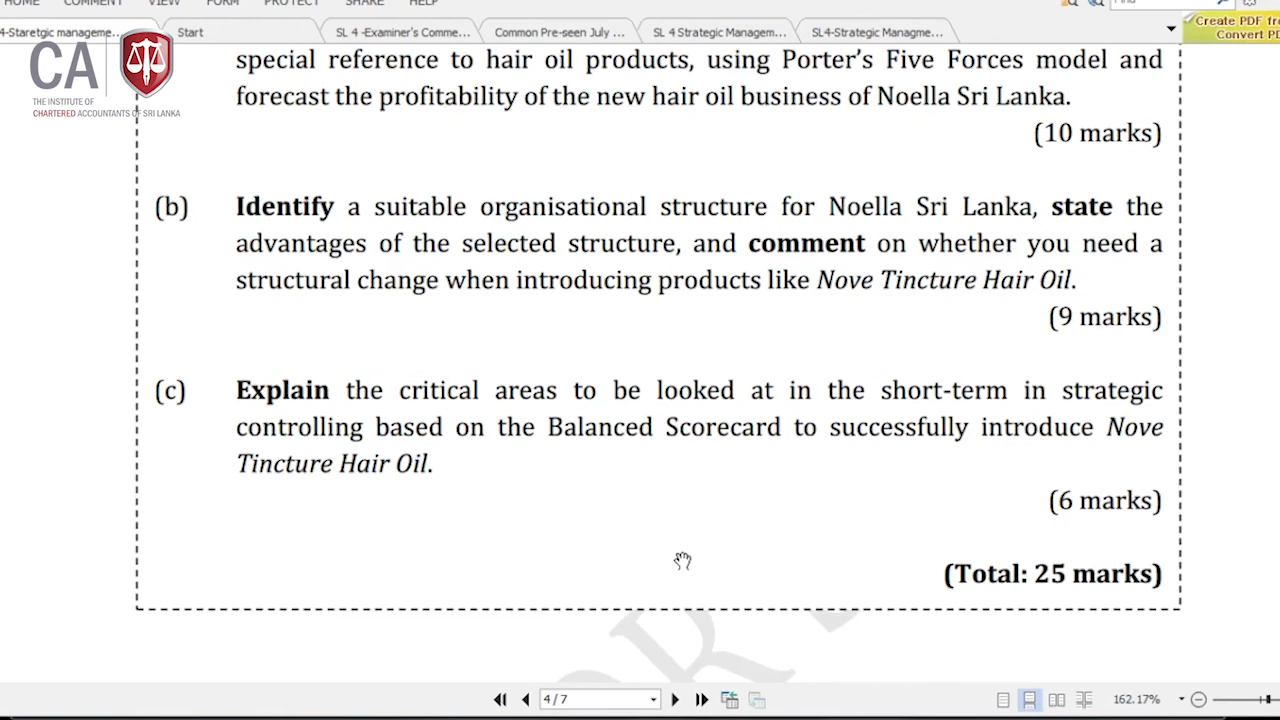 HOME COMMENT VIEW FORM PROTECT SHARE HELP
4-Staretgic manageme... Start SL 4 -Examiner's Comme... Common Pre-seen July ... SL 4 Strategic Managem... SL4-Strategic Managme...
Create PDF
Convert
CA
THE INSTITUTE OF
CHARTERED ACCOUNTANTS OF SRI LANKA
special reference to hair oil products, using Porter's Five Forces model and
forecast the profitability of the new hair oil business of Noella Sri Lanka.
(10 marks)
(b) Identify a suitable organisational structure for Noella Sri Lanka, state the
advantages of the selected structure, and comment on whether you need a
structural change when introducing products like Nove Tincture Hair Oil.
(9 marks)
(c) Explain the critical areas to be looked at in the short-term in strategic
controlling based on the Balanced Scorecard to successfully introduce Nove
Tincture Hair Oil.
(6 marks)
(Total: 25 marks)
4 / 7 162.17%